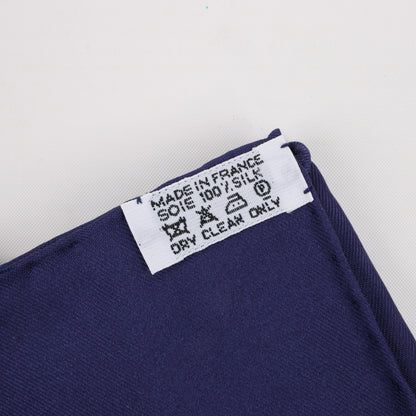 MADE IN FRANCE
SOIE 100% SILK
P
DRY CLEAN ONLY